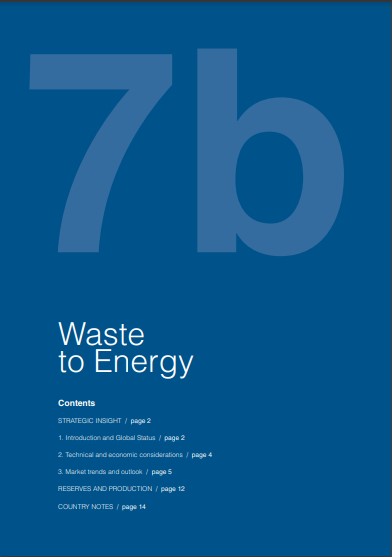 7b
Waste
to Energy
Contents
STRATEGIC INSIGHT / page 2
1. Introduction and Global Status / page 2
2. Technical and economic considerations / page 4
3. Market trends and outlook / page 5
RESERVES AND PRODUCTION / page 12
COUNTRY NOTES / page 14